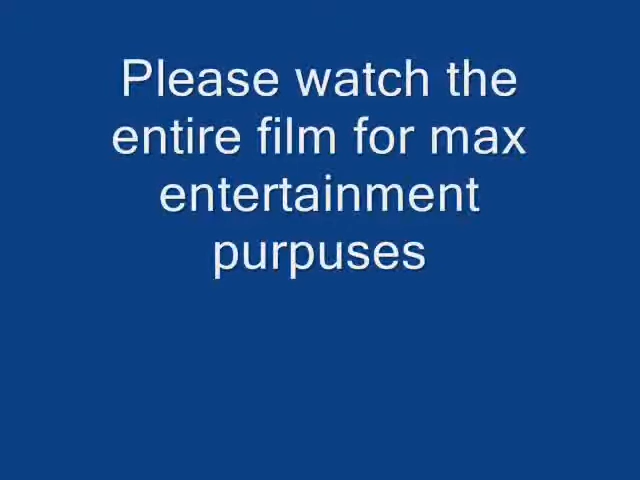 Please watch the
entire film for max
entertainment
purpuses